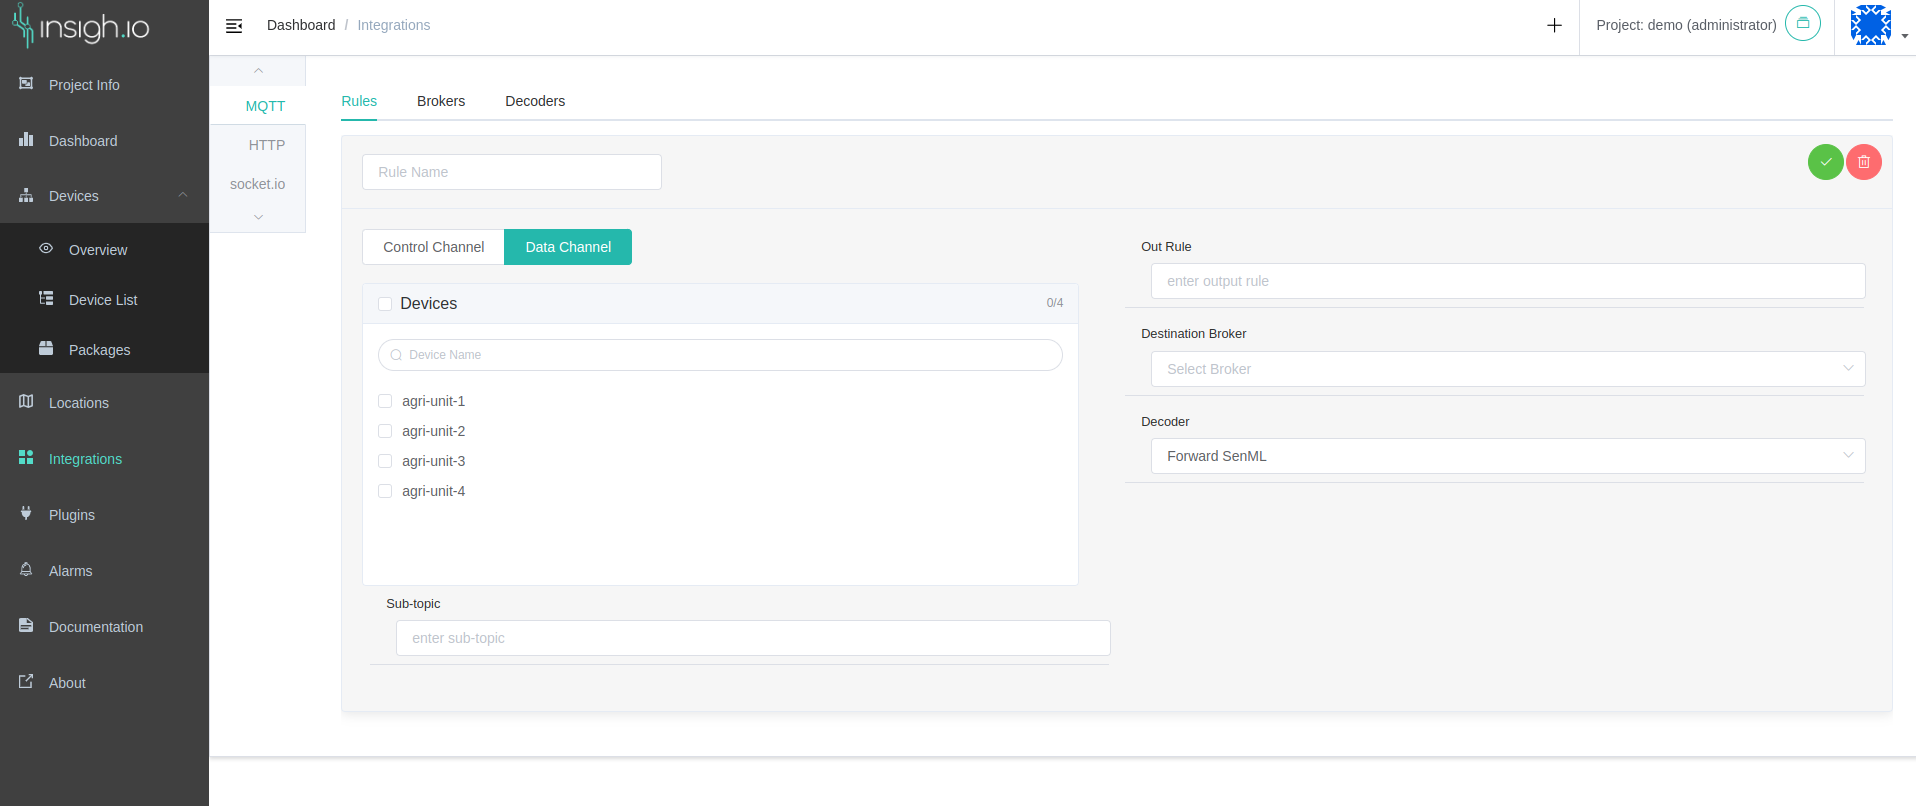 insigh.io
Dashboard / Integrations
Project: demo (administrator)
Project Info
Dashboard
Devices
Overview
Device List
Packages
Locations
Integrations
Plugins
Alarms
Documentation
About
MQTT
HTTP
socket.io
Rules Brokers Decoders
Rule Name
Control Channel Data Channel
Devices 0/4
Device Name
agri-unit-1
agri-unit-2
agri-unit-3
agri-unit-4
Sub-topic
enter sub-topic
Out Rule
enter output rule
Destination Broker
Select Broker
Decoder
Forward SenML